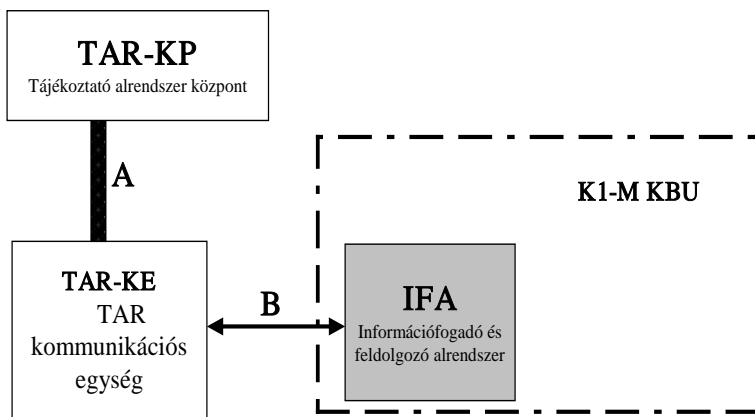 TAR-KP
Tájékoztató alrendszer központ
A
K1-M KBU
TAR-KE
TAR
kommunikációs
egység
B
IFA
Információfogadó és
feldolgozó alrendszer